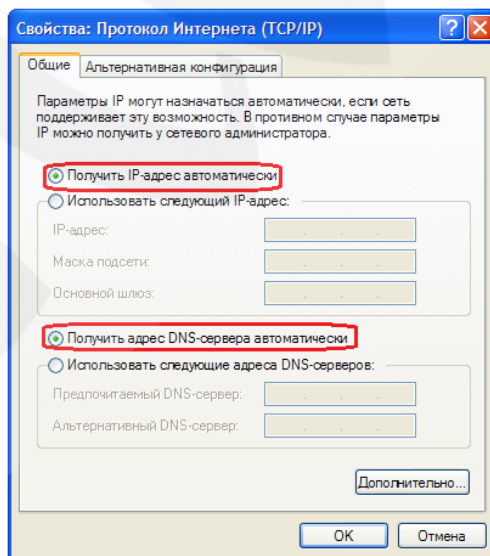 Свойства: Протокол Интернета (TCP/IP)
Общие
Альтернативная конфигурация
Параметры IP могут назначаться автоматически, если сеть
поддерживает эту возможность. В противном случае параметры
IP можно получить у сетевого администратора.
Получить IP-адрес автоматически
Использовать следующий IP-адрес:
IP-адрес:
Маска подсети:
Основной шлюз:
Получить адрес DNS-сервера автоматически
Использовать следующие адреса DNS-серверов:
Предпочитаемый DNS-сервер:
Альтернативный DNS-сервер:
Дополнительно...
OK
Отмена